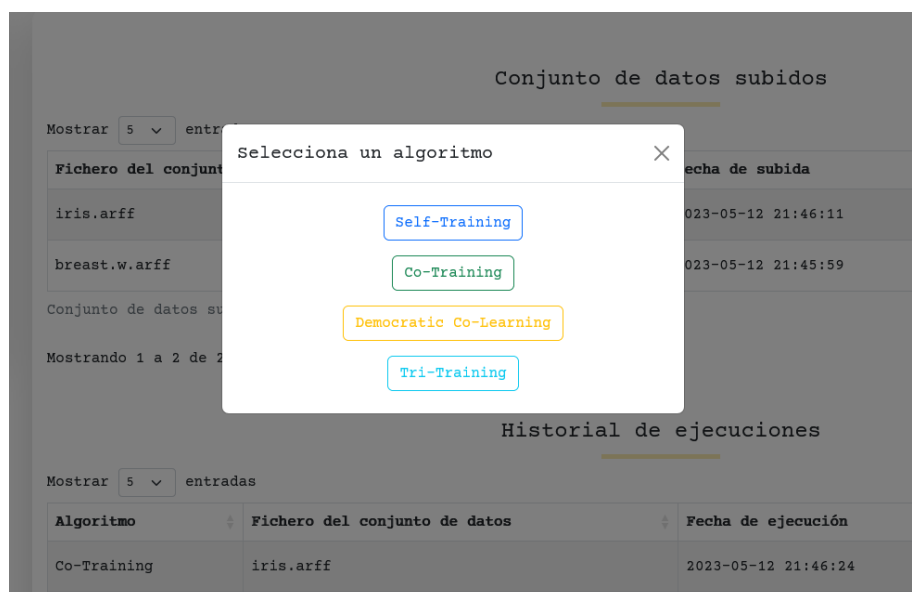 Conjunto de datos subidos
Mostrar 5 entr
Selecciona un algoritmo
Fichero del conjunt
echa de subida
Self-Training
iris.arff
023-05-12 21:46:11
Co-Training
breast.w.arff
023-05-12 21:45:59
Conjunto de datos su
Democratic Co-Learning
Mostrando 1 a 2 de 2
Tri-Training
Historial de ejecuciones
Mostrar 5 entradas
Algoritmo Fichero del conjunto de datos Fecha de ejecución
Co-Training iris.arff 2023-05-12 21:46:24